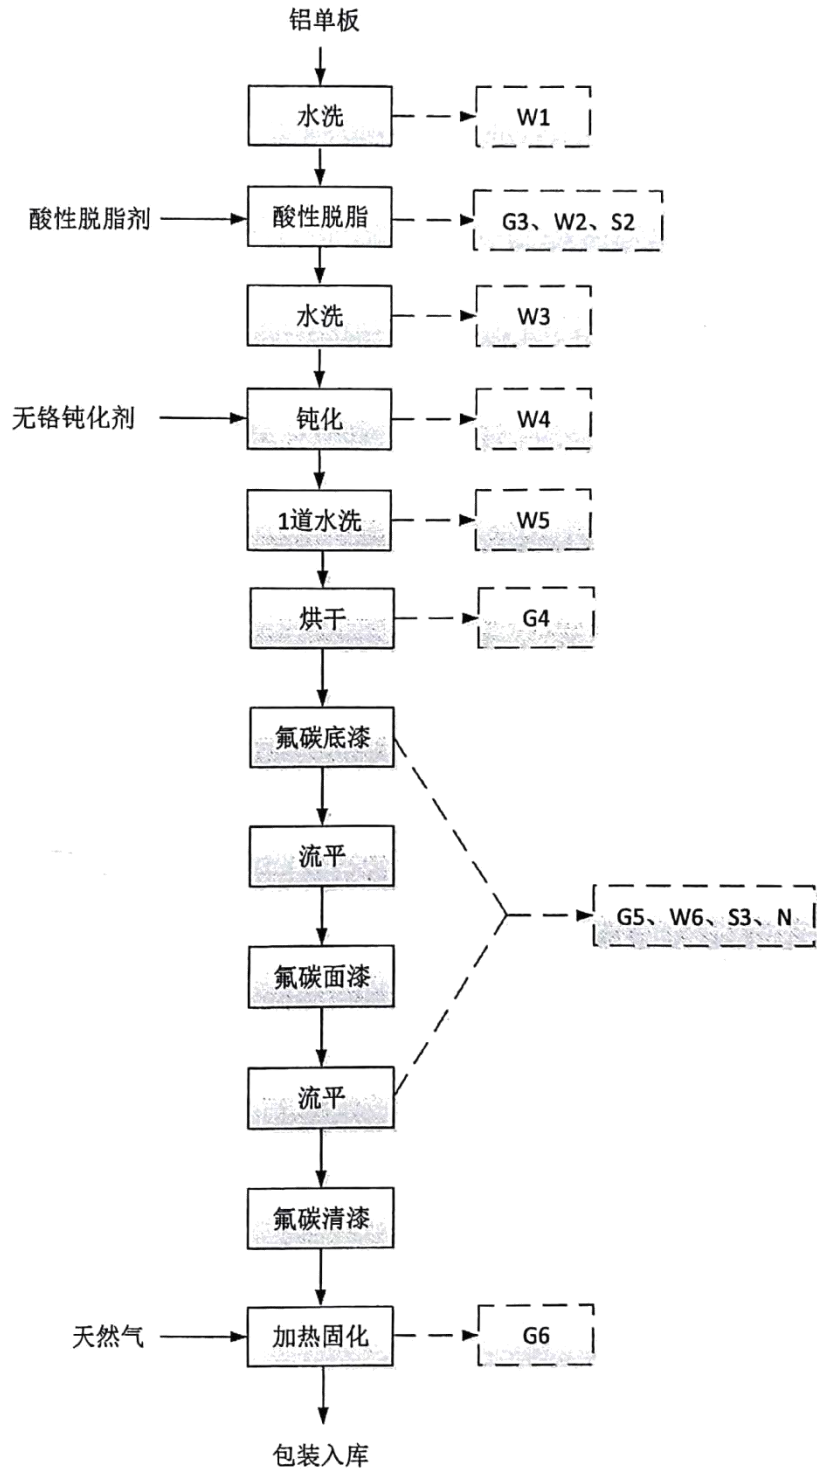 铝单板
水洗
W1
酸性脱脂剂
酸性脱脂
G3、W2、S2
水洗
W3
无铬钝化剂
钝化
W4
1道水洗
W5
烘干
G4
氟碳底漆
流平
G5、W6、S3、N
氟碳面漆
流平
氟碳清漆
天然气
加热固化
G6
包装入库